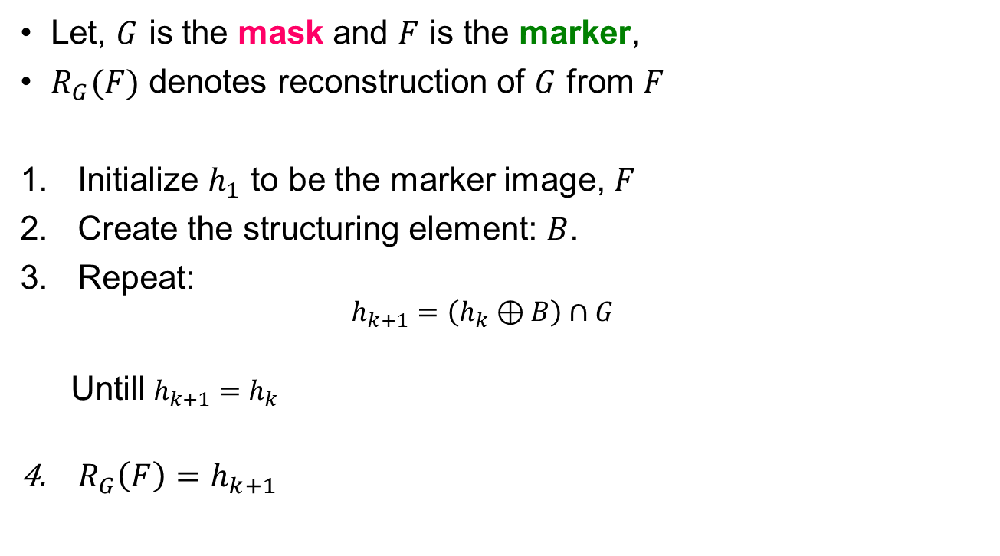 • Let, G is the mask and F is the marker,
• R_G(F) denotes reconstruction of G from F
1. Initialize h_1 to be the marker image, F
2. Create the structuring element: B.
3. Repeat:
h_{k+1} = (h_k ⊕ B) ∩ G
Untill h_{k+1} = h_k
4. R_G(F) = h_{k+1}